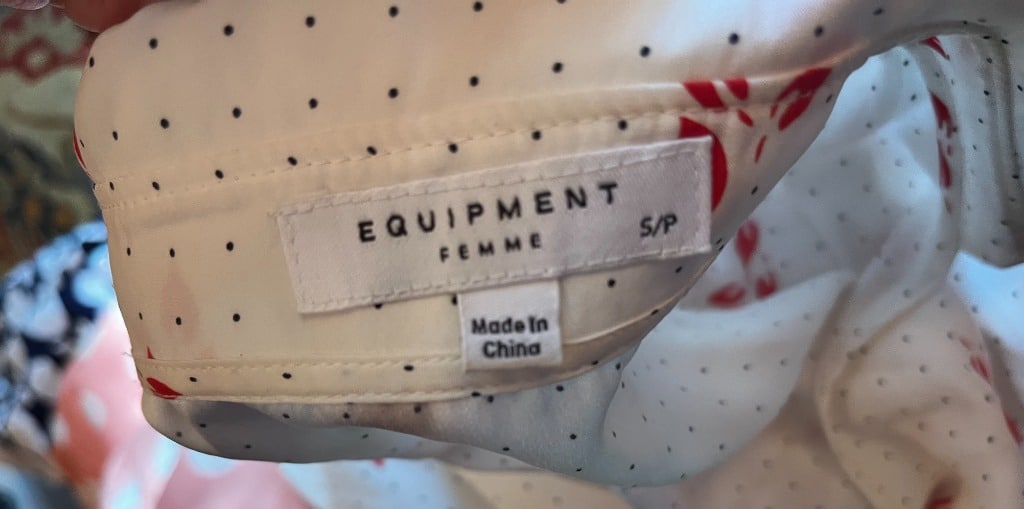 EQUIPMENT
FEMME
S/P
Made In
China